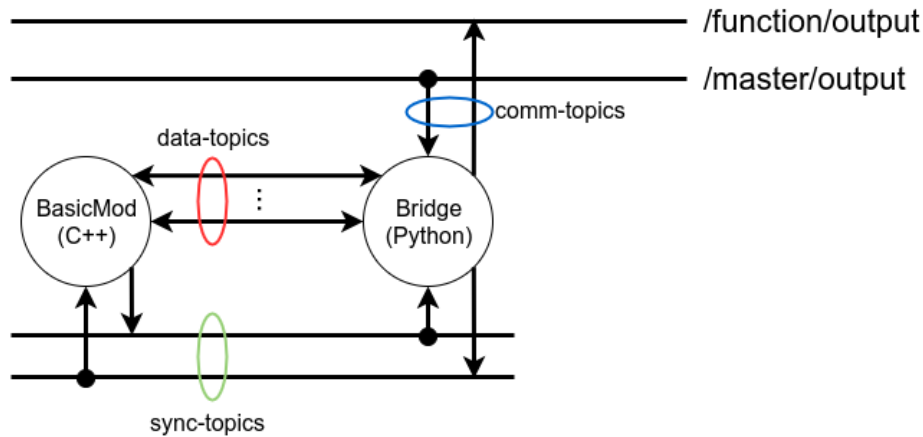 /function/output
/master/output
comm-topics
data-topics
BasicMod
(C++)
⋮
Bridge
(Python)
sync-topics